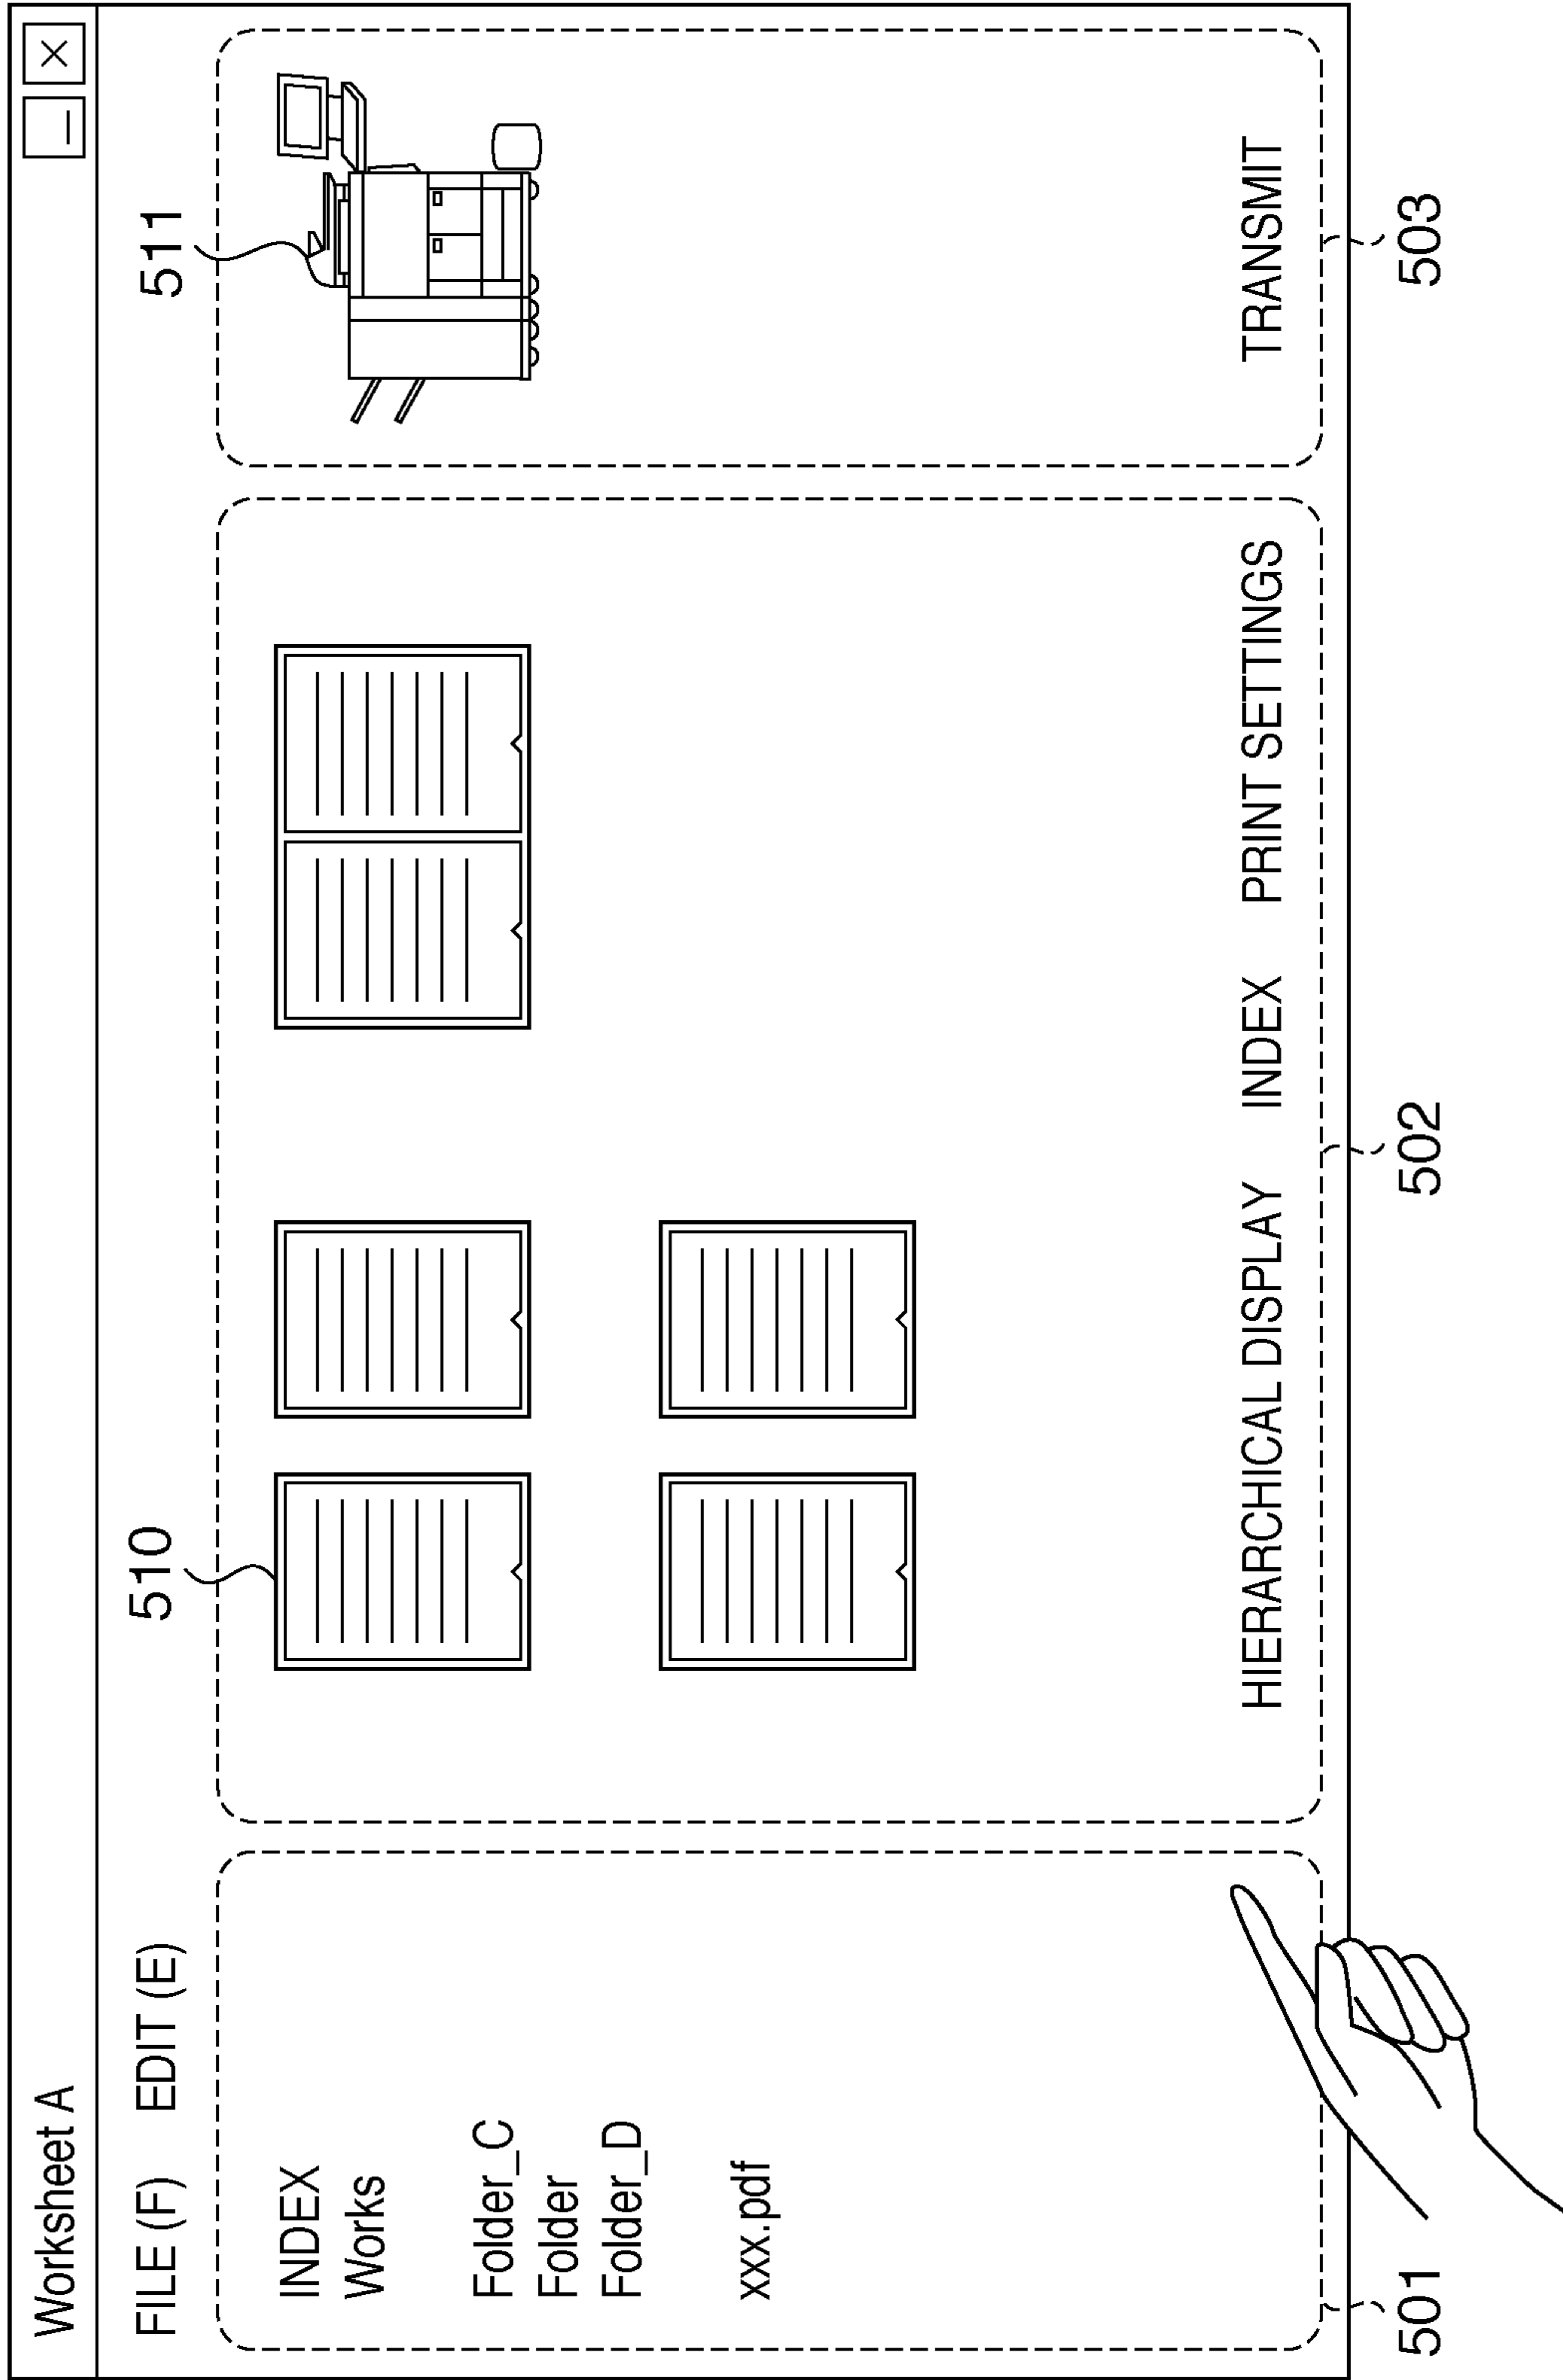 Worksheet A
FILE (F) EDIT (E)
510
511
INDEX
Works
Folder_C
Folder
Folder_D
xxx.pdf
HIERARCHICAL DISPLAY INDEX PRINT SETTINGS
TRANSMIT
501
502
503